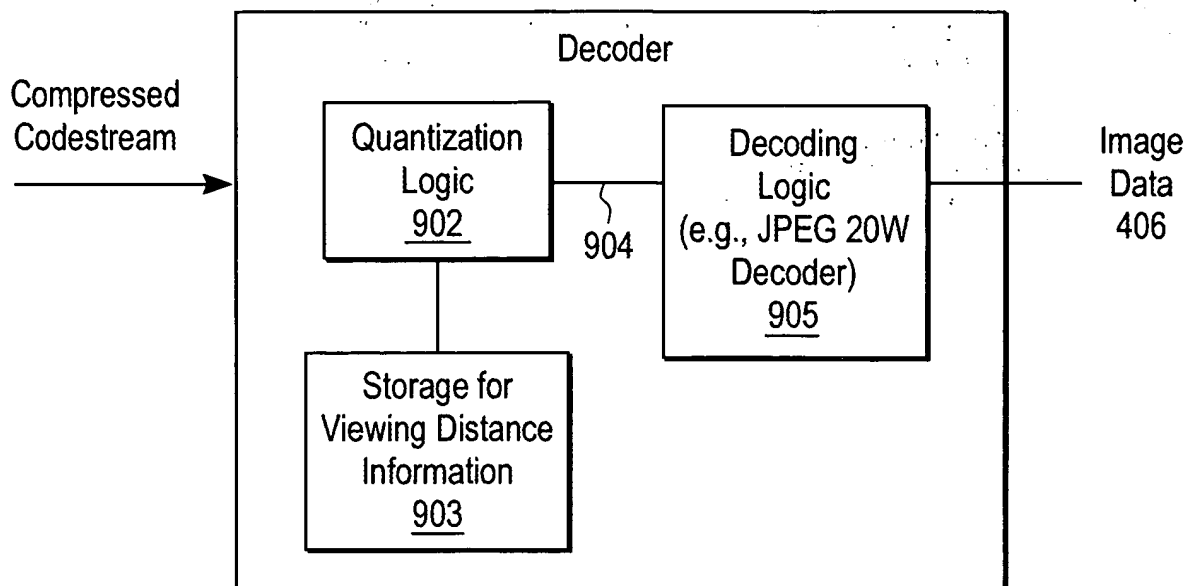 Decoder
Compressed
Codestream
Quantization
Logic
902
904
Decoding
Logic
(e.g., JPEG 20W
Decoder)
905
Image
Data
406
Storage for
Viewing Distance
Information
903